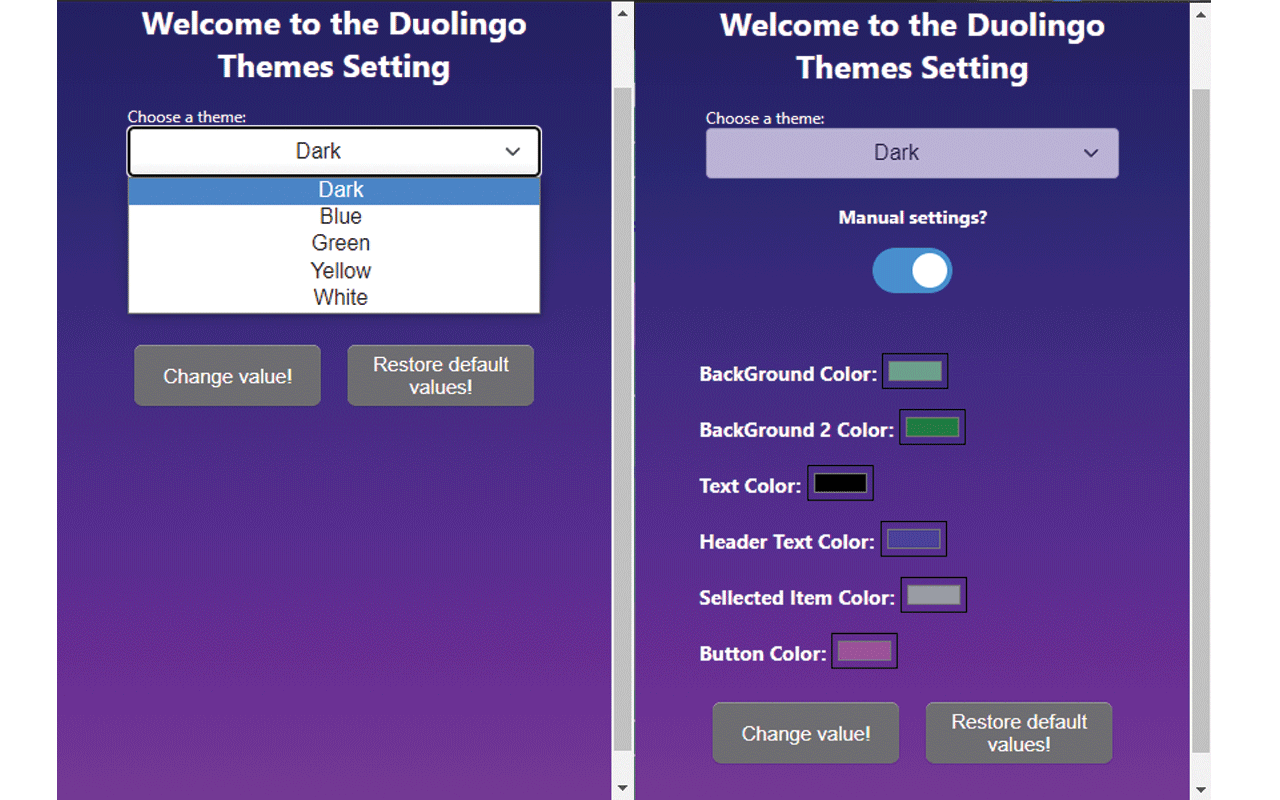 Welcome to the Duolingo
Themes Setting
Choose a theme:
Dark
Dark
Blue
Green
Yellow
White
Change value!
Restore default
values!
Welcome to the Duolingo
Themes Setting
Choose a theme:
Dark
Manual settings?
BackGround Color:
BackGround 2 Color:
Text Color:
Header Text Color:
Sellected Item Color:
Button Color:
Change value!
Restore default
values!